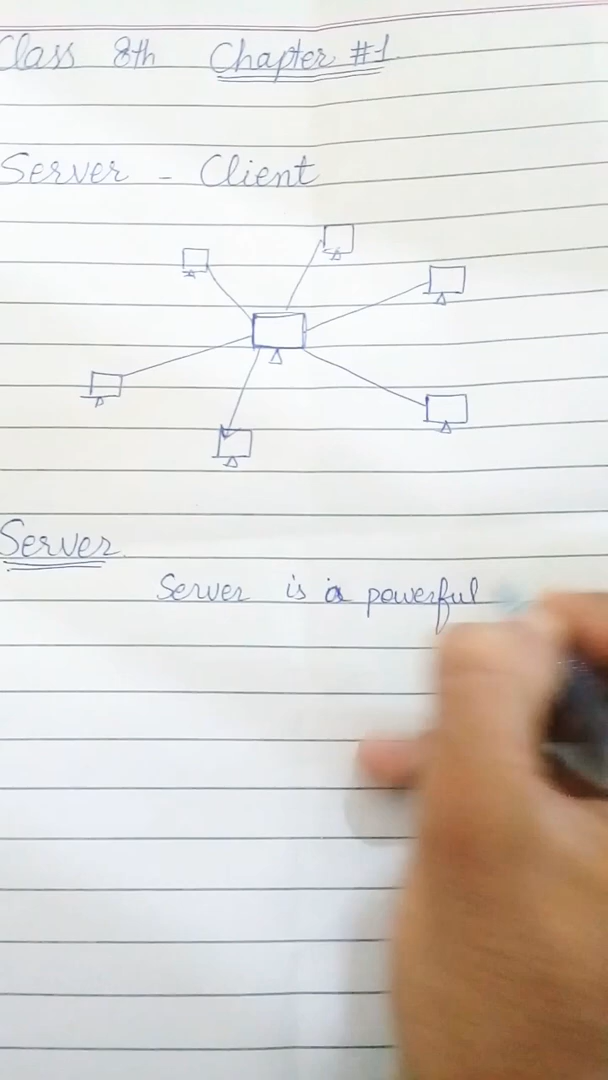 Class 8th Chapter #1
Server - Client
Server
Server is a powerful